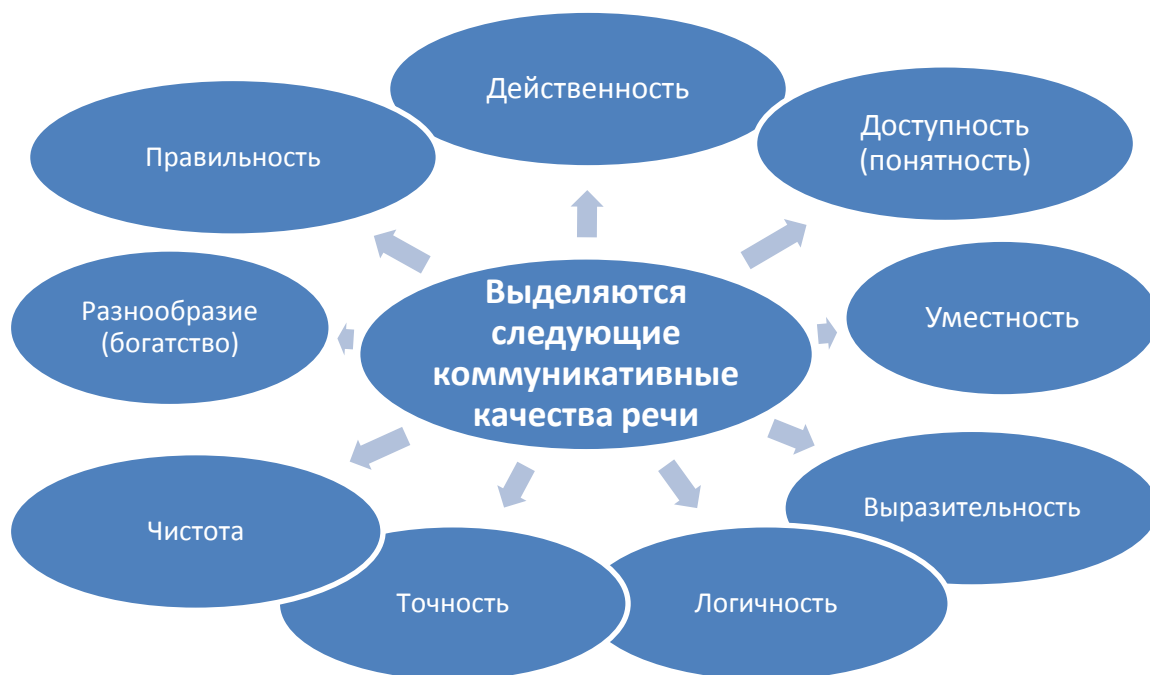 Действенность
Доступность
(понятность)
Правильность
Выделяются
следующие
коммуникативные
качества речи
Разнообразие
(богатство)
Уместность
Выразительность
Чистота
Точность
Логичность